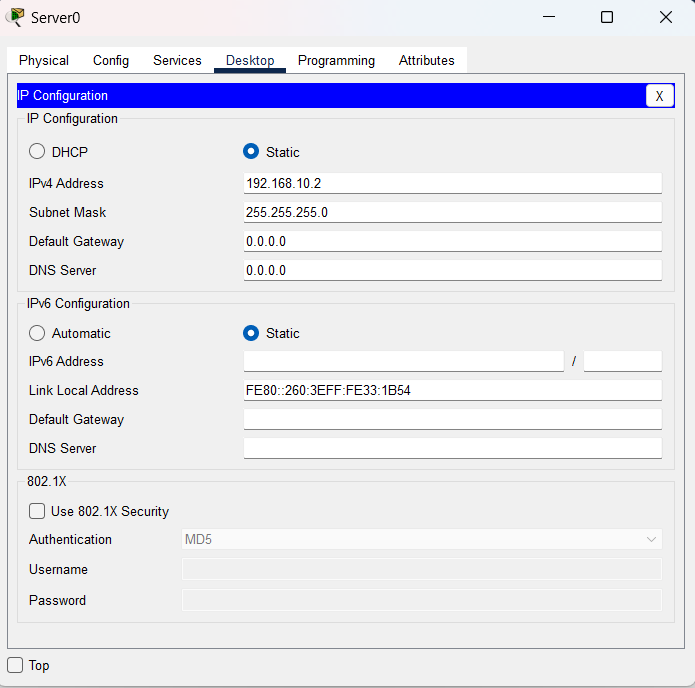 Server0
Physical Config Services Desktop Programming Attributes
IP Configuration X
IP Configuration
DHCP Static
IPv4 Address 192.168.10.2
Subnet Mask 255.255.255.0
Default Gateway 0.0.0.0
DNS Server 0.0.0.0
IPv6 Configuration
Automatic Static
IPv6 Address /
Link Local Address FE80::260:3EFF:FE33:1B54
Default Gateway
DNS Server
802.1X
Use 802.1X Security
Authentication MD5
Username
Password
Top